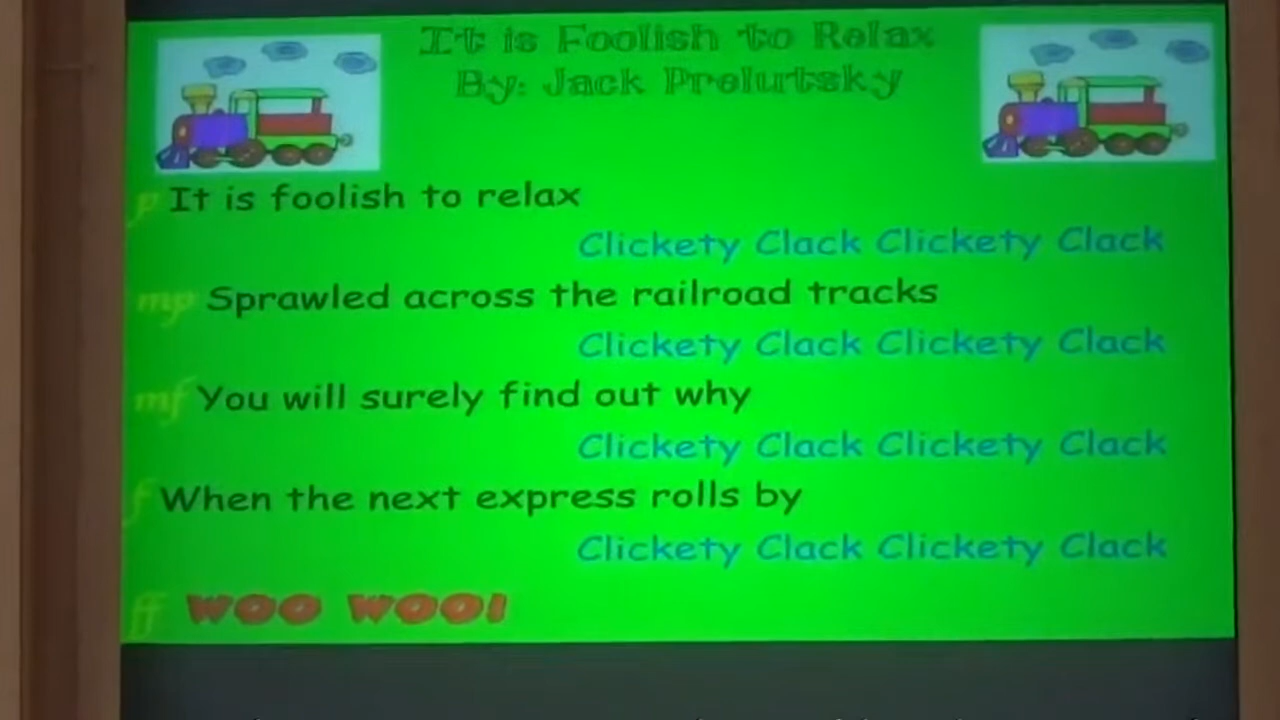 It is Foolish to Relax
By: Jack Prelutsky
p It is foolish to relax
Clickety Clack Clickety Clack
mp Sprawled across the railroad tracks
Clickety Clack Clickety Clack
mf You will surely find out why
Clickety Clack Clickety Clack
f When the next express rolls by
Clickety Clack Clickety Clack
ff WOO WOO!